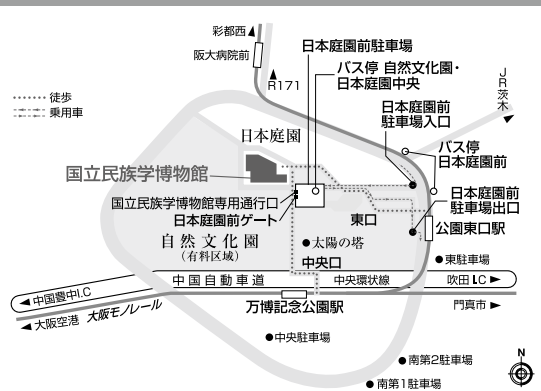 彩都西▲
阪大病院前
日本庭園前駐車場
バス停 自然文化園・
日本庭園中央
R171
JR茨木
徒歩
乗用車
日本庭園前
駐車場入口
日本庭園
バス停
日本庭園前
国立民族学博物館
国立民族学博物館専用通行口
日本庭園前ゲート
日本庭園前
駐車場出口
東口
公園東口駅
自然文化園
(有料区域)
●太陽の塔
中央口
●東駐車場
中国自動車道
中央環状線
吹田I.C▶
◀中国豊中I.C
◀大阪空港
大阪モノレール
万博記念公園駅
門真市▶
●中央駐車場
●南第2駐車場
●南第1駐車場
N